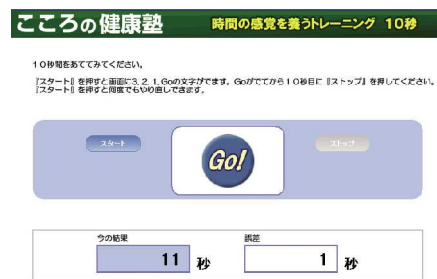 こころの健康塾 時間の感覚を養うトレーニング 10秒
10秒間をあててみてください。
『スタート』を押すと画面に3, 2, 1, Goの文字がでます。Goがでてから10秒目に『ストップ』を押してください。
『スタート』を押すと何度でもやり直しできます。
スタート Go! ストップ
今の結果 誤差
11 秒 1 秒